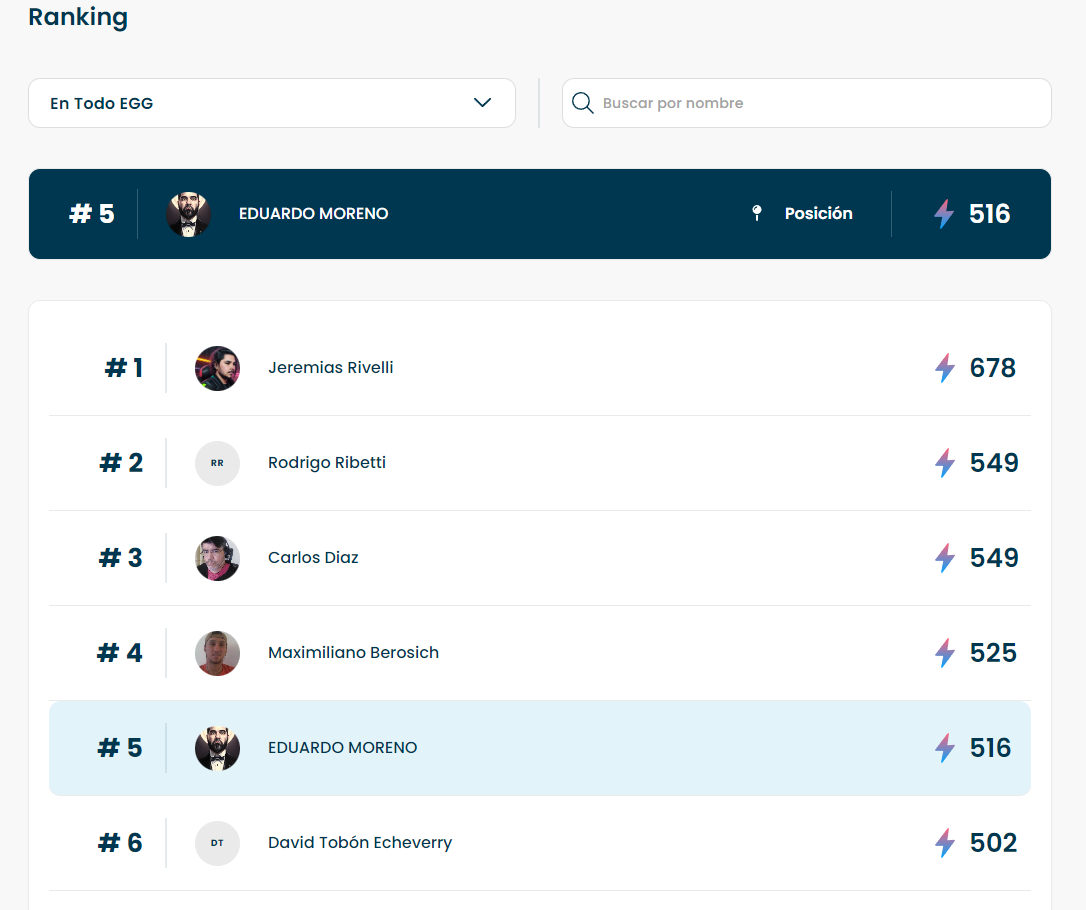 Ranking
En Todo EGG
Buscar por nombre
# 5 EDUARDO MORENO Posición 516
# 1 Jeremias Rivelli 678
# 2 RR Rodrigo Ribetti 549
# 3 Carlos Diaz 549
# 4 Maximiliano Berosich 525
# 5 EDUARDO MORENO 516
# 6 DT David Tobón Echeverry 502